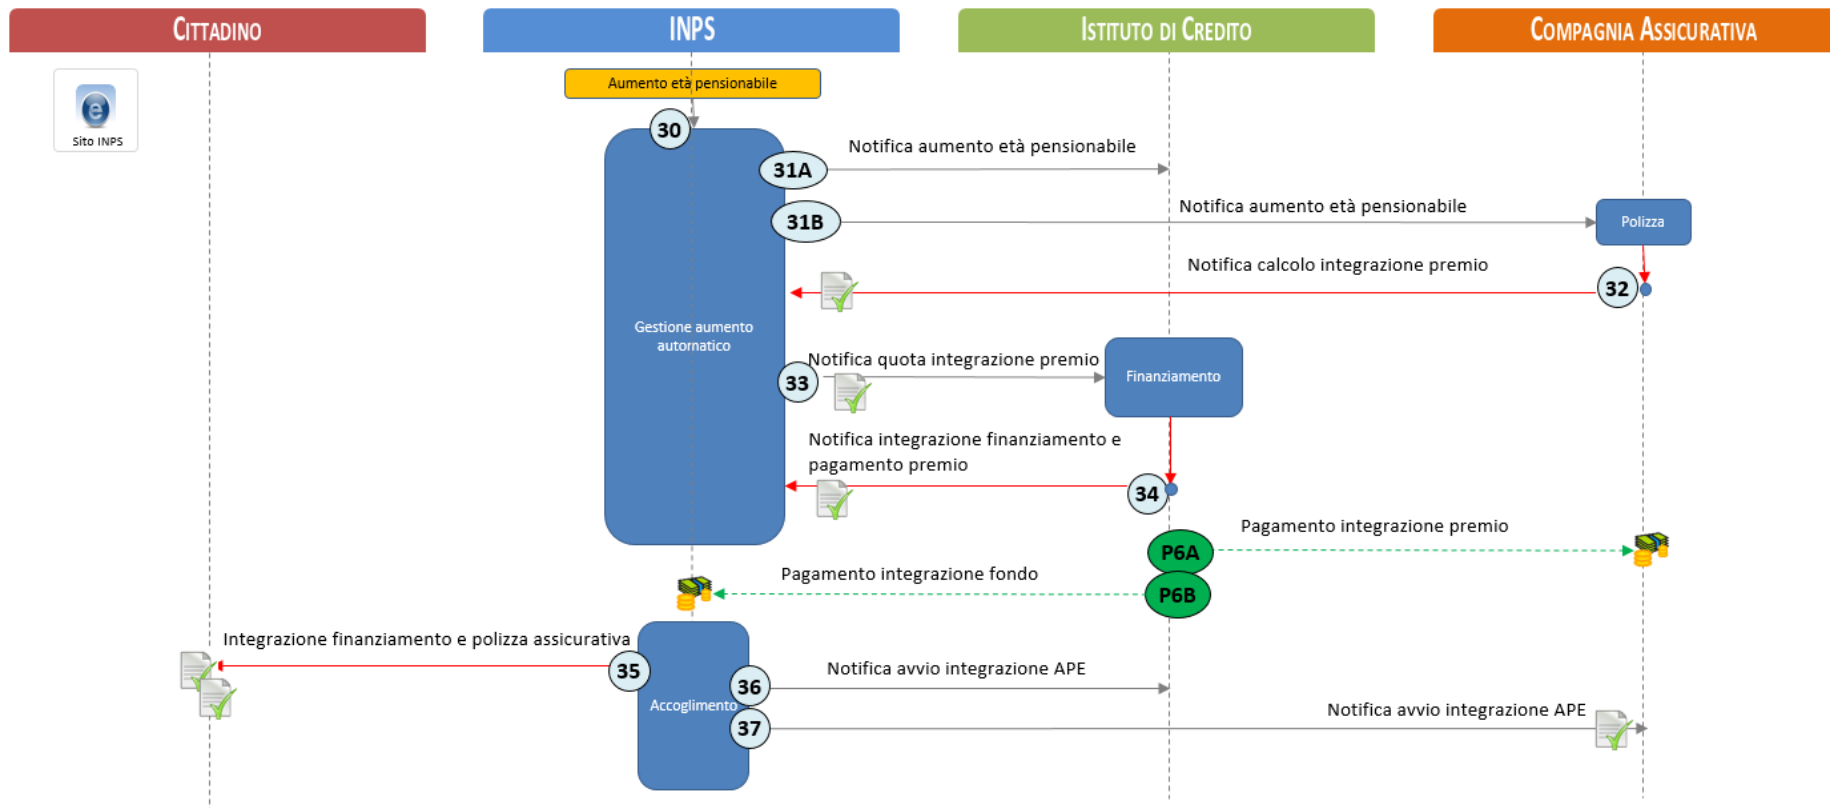 CITTADINO
INPS
ISTITUTO DI CREDITO
COMPAGNIA ASSICURATIVA
Aumento età pensionabile
e
Sito INPS
30
Notifica aumento età pensionabile
31A
Notifica aumento età pensionabile
31B
Polizza
Notifica calcolo integrazione premio
32
Gestione aumento
automatico
Notifica quota integrazione premio
33
Finanziamento
Notifica integrazione finanziamento e
pagamento premio
34
Pagamento integrazione premio
P6A
Pagamento integrazione fondo
P6B
Integrazione finanziamento e polizza assicurativa
35
Notifica avvio integrazione APE
36
Accoglimento
Notifica avvio integrazione APE
37